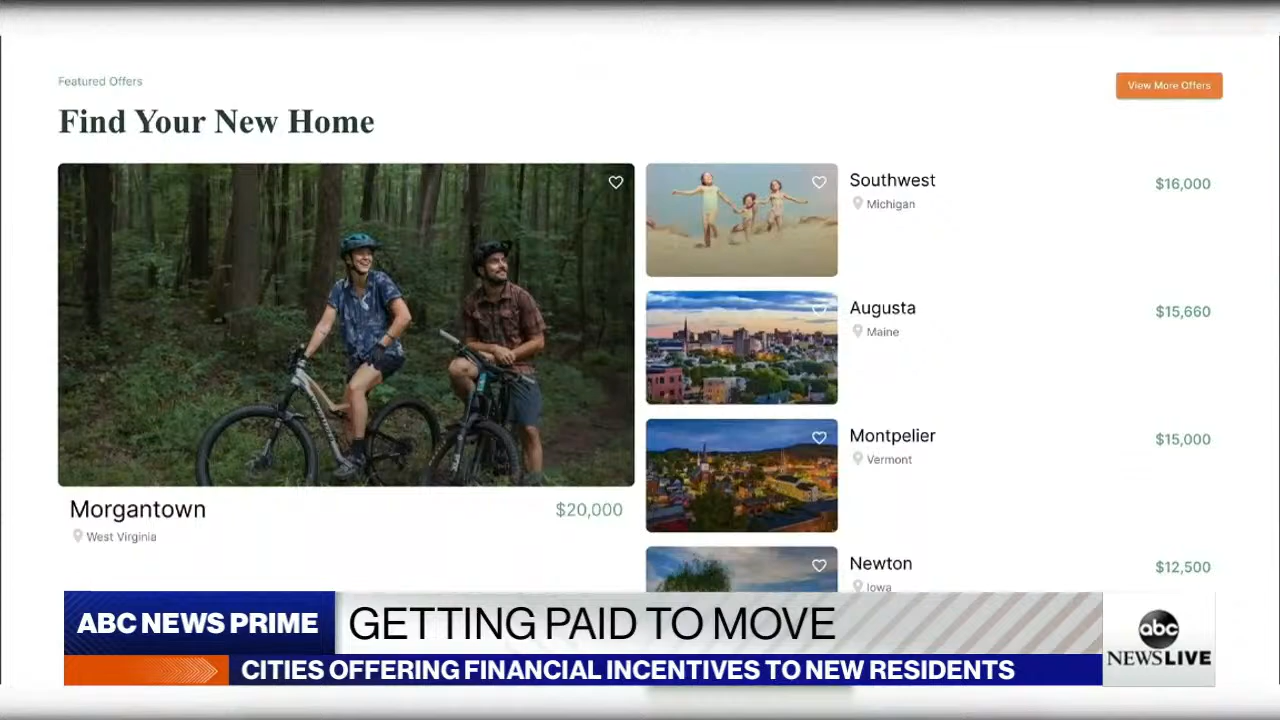 Featured Offers
View More Offers
Find Your New Home
Morgantown
$20,000
West Virginia
Southwest
$16,000
Michigan
Augusta
$15,660
Maine
Montpelier
$15,000
Vermont
Newton
$12,500
Iowa
ABC NEWS PRIME
GETTING PAID TO MOVE
CITIES OFFERING FINANCIAL INCENTIVES TO NEW RESIDENTS
abc
NEWSLIVE